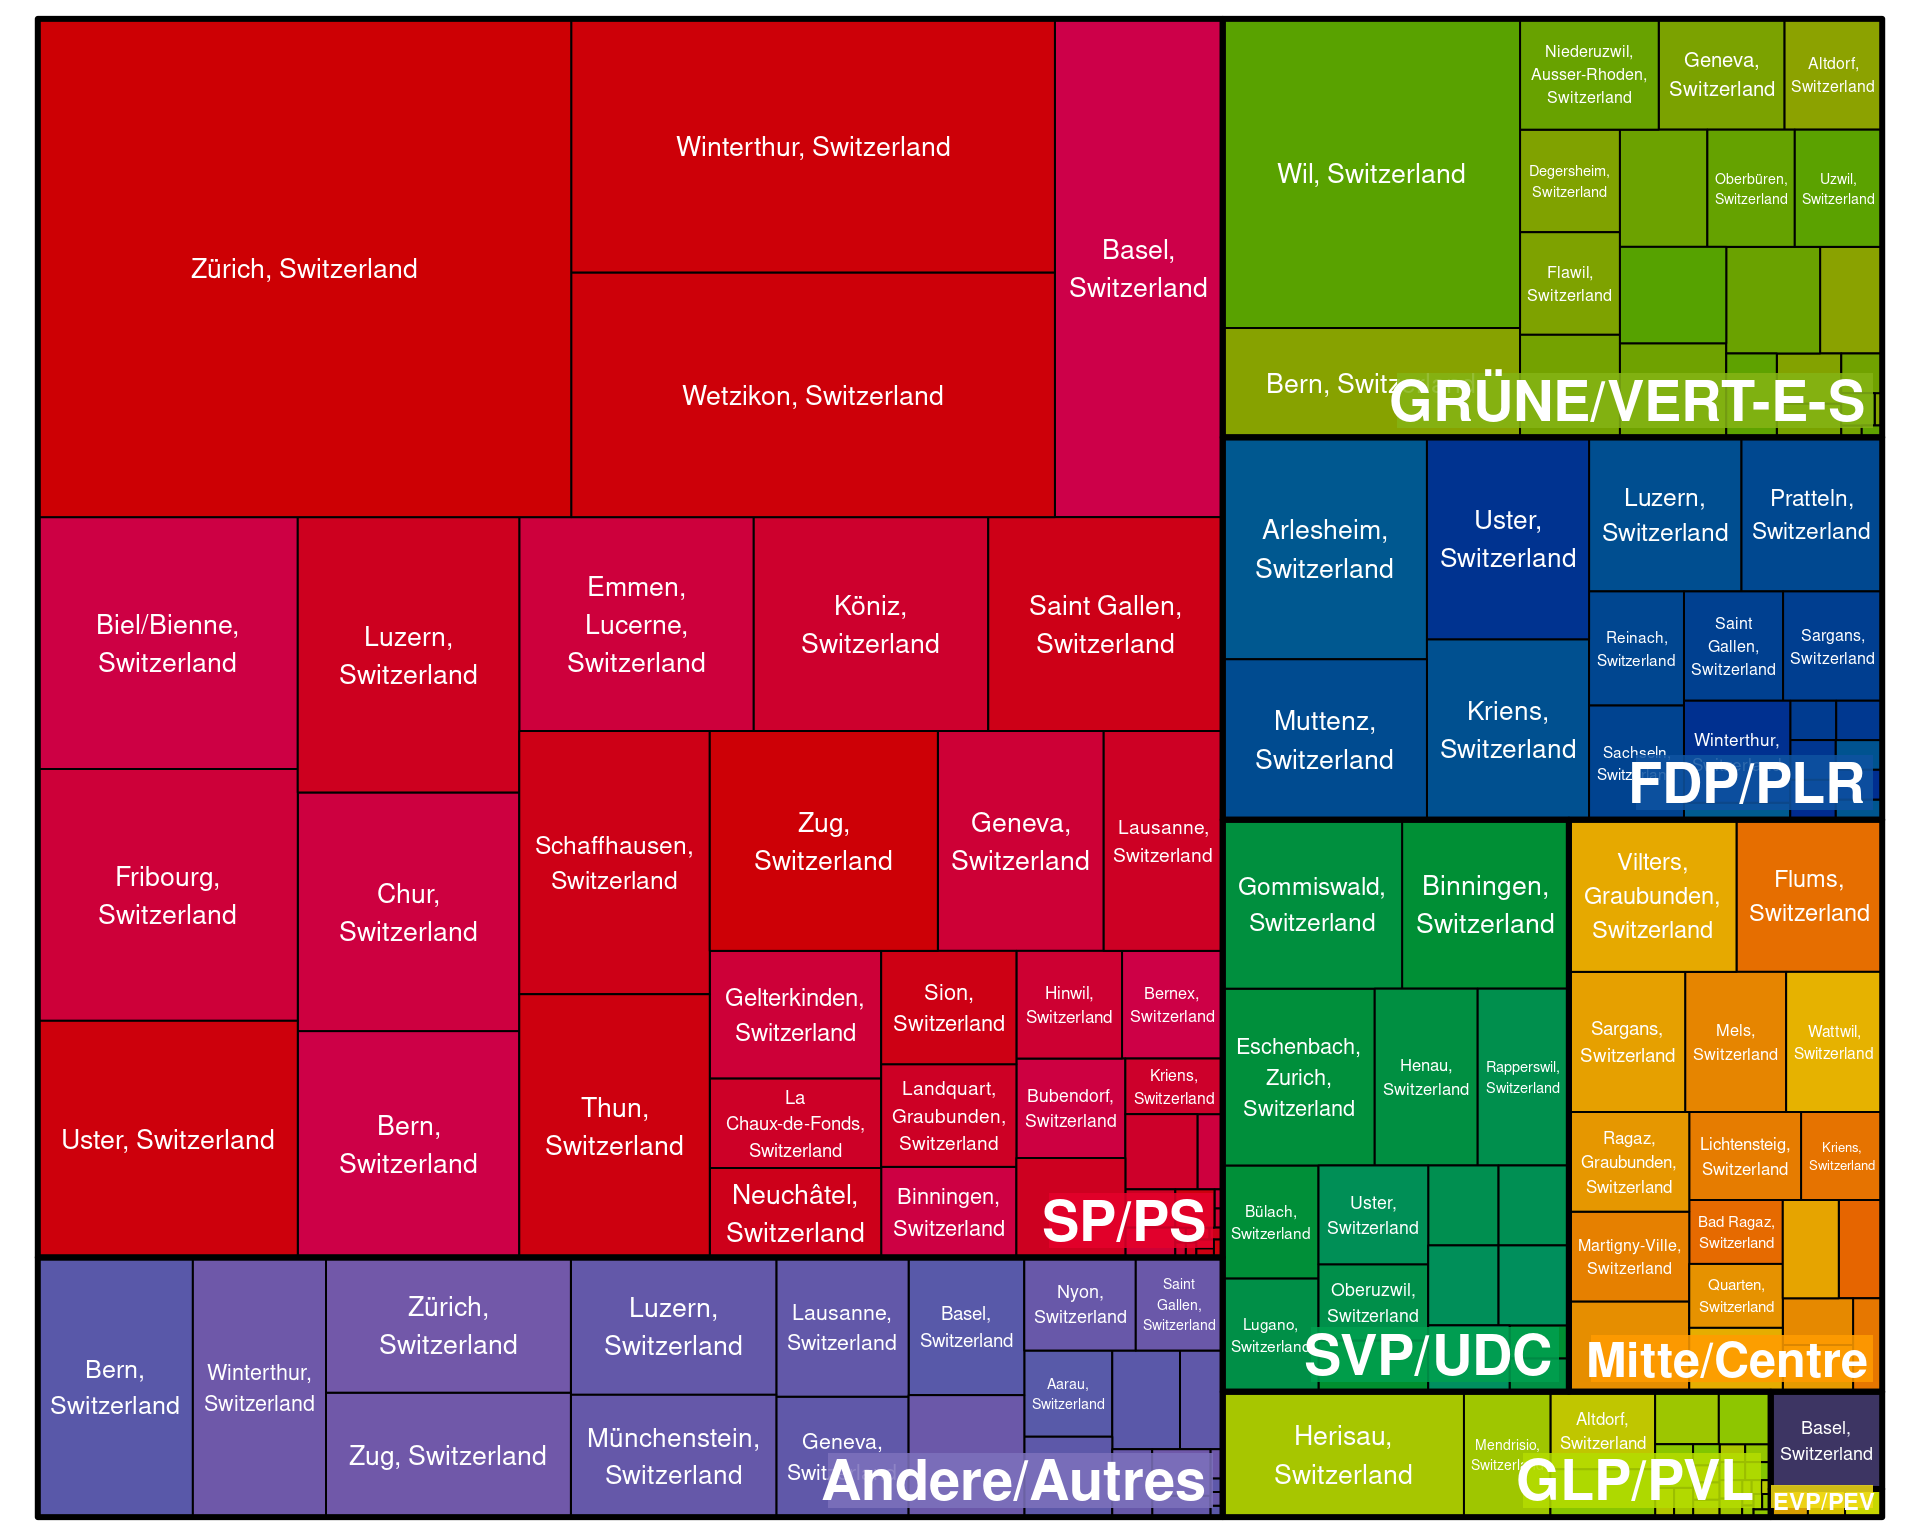 Zürich, Switzerland
Winterthur, Switzerland
Wetzikon, Switzerland
Basel,
Switzerland
Biel/Bienne,
Switzerland
Fribourg,
Switzerland
Uster, Switzerland
Luzern,
Switzerland
Chur,
Switzerland
Bern,
Switzerland
Emmen,
Lucerne,
Switzerland
Köniz,
Switzerland
Saint Gallen,
Switzerland
Schaffhausen,
Switzerland
Thun,
Switzerland
Zug,
Switzerland
Geneva,
Switzerland
Lausanne,
Switzerland
Gelterkinden,
Switzerland
La
Chaux-de-Fonds,
Switzerland
Neuchâtel,
Switzerland
Sion,
Switzerland
Landquart,
Graubunden,
Switzerland
Binningen,
Switzerland
Hinwil,
Switzerland
Bernex,
Switzerland
Bubendorf,
Switzerland
Kriens,
Switzerland
SP/PS
Bern,
Switzerland
Winterthur,
Switzerland
Zürich,
Switzerland
Zug, Switzerland
Luzern,
Switzerland
Münchenstein,
Switzerland
Lausanne,
Switzerland
Geneva,
Switzerland
Basel,
Switzerland
Nyon,
Switzerland
Saint
Gallen,
Switzerland
Aarau,
Switzerland
Andere/Autres
Wil, Switzerland
Bern, Switzerland
Niederuzwil,
Ausser-Rhoden,
Switzerland
Geneva,
Switzerland
Altdorf,
Switzerland
Degersheim,
Switzerland
Oberbüren,
Switzerland
Uzwil,
Switzerland
Flawil,
Switzerland
GRÜNE/VERT-E-S
Arlesheim,
Switzerland
Muttenz,
Switzerland
Uster,
Switzerland
Kriens,
Switzerland
Luzern,
Switzerland
Pratteln,
Switzerland
Reinach,
Switzerland
Saint
Gallen,
Switzerland
Sargans,
Switzerland
Sachseln,
Switzerland
Winterthur,
Switzerland
FDP/PLR
Gommiswald,
Switzerland
Binningen,
Switzerland
Eschenbach,
Zurich,
Switzerland
Henau,
Switzerland
Rapperswil,
Switzerland
Bülach,
Switzerland
Lugano,
Switzerland
Uster,
Switzerland
Oberuzwil,
Switzerland
SVP/UDC
Vilters,
Graubunden,
Switzerland
Flums,
Switzerland
Sargans,
Switzerland
Mels,
Switzerland
Wattwil,
Switzerland
Ragaz,
Graubunden,
Switzerland
Lichtensteig,
Switzerland
Kriens,
Switzerland
Martigny-Ville,
Switzerland
Bad Ragaz,
Switzerland
Quarten,
Switzerland
Mitte/Centre
Herisau,
Switzerland
Mendrisio,
Switzerland
Altdorf,
Switzerland
GLP/PVL
Basel,
Switzerland
EVP/PEV